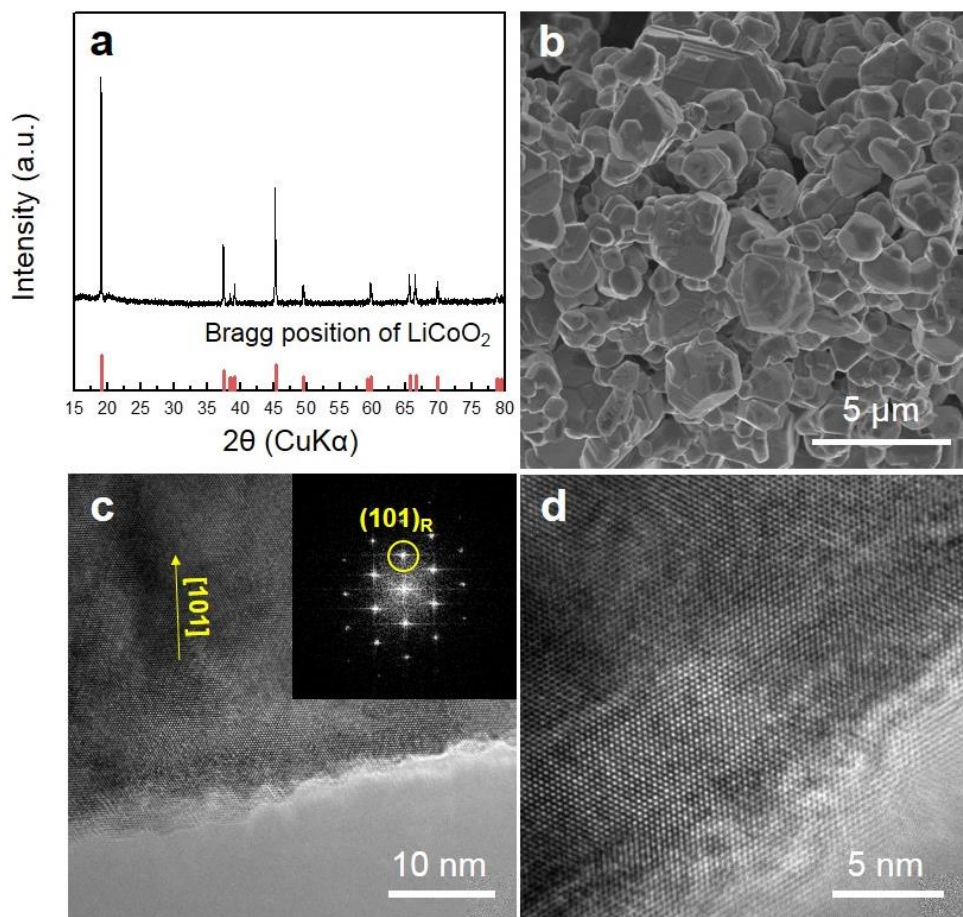 a
Intensity (a.u.)
Bragg position of LiCoO₂
15 20 25 30 35 40 45 50 55 60 65 70 75 80
2θ (CuKα)
b
5 μm
c
[101]
(101)R
10 nm
d
5 nm